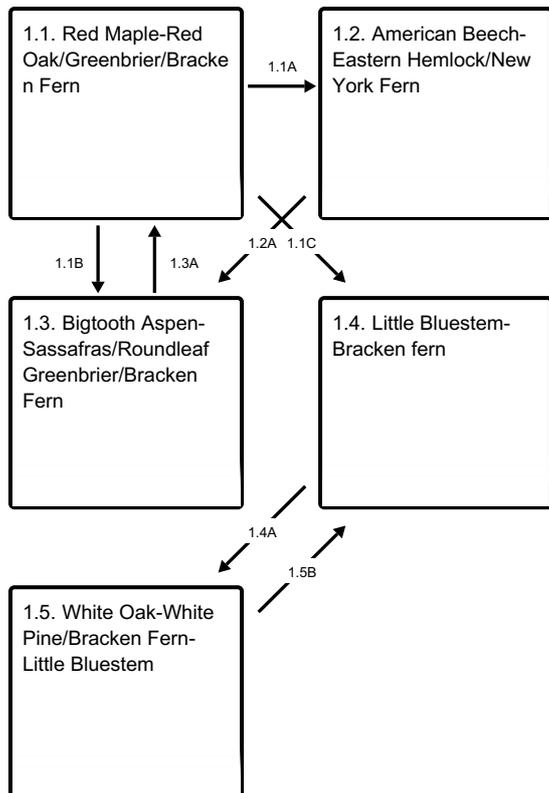 1.1. Red Maple-Red
Oak/Greenbrier/Bracke
n Fern
1.1A
1.2. American Beech-
Eastern Hemlock/New
York Fern
1.1B
1.3A
1.2A
1.1C
1.3. Bigtooth Aspen-
Sassafras/Roundleaf
Greenbrier/Bracken
Fern
1.4. Little Bluestem-
Bracken fern
1.4A
1.5B
1.5. White Oak-White
Pine/Bracken Fern-
Little Bluestem